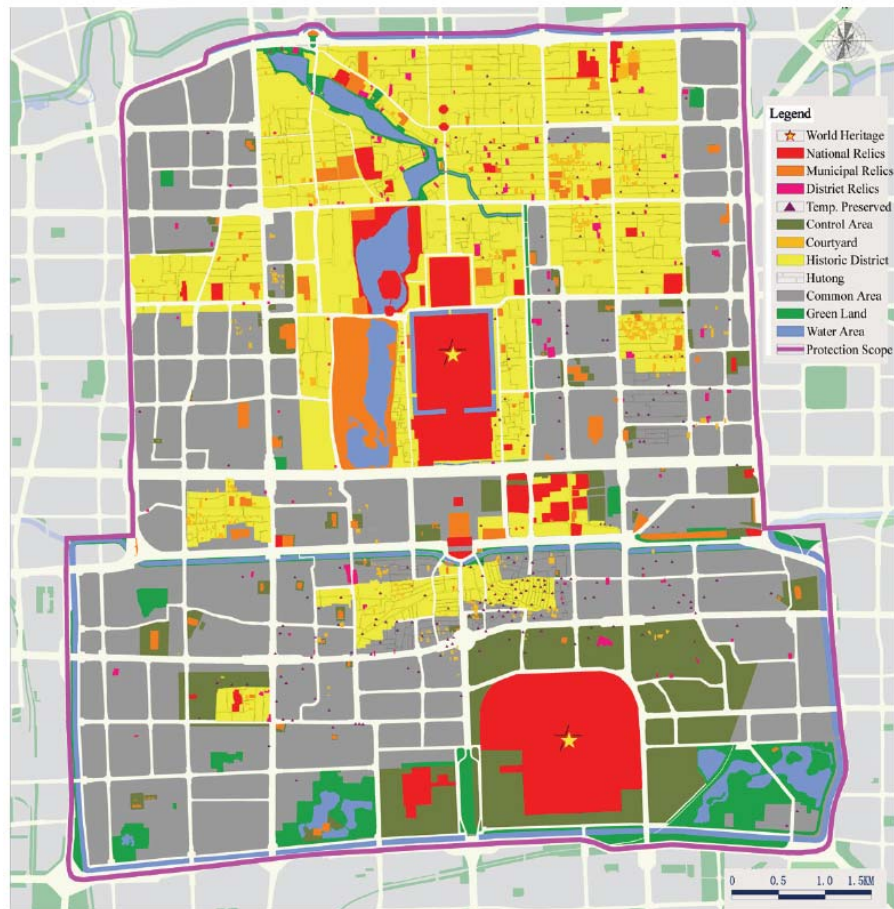 Legend
World Heritage
National Relics
Municipal Relics
District Relics
Temp. Preserved
Control Area
Courtyard
Historic District
Hutong
Common Area
Green Land
Water Area
Protection Scope
0 0.5 1.0 1.5KM